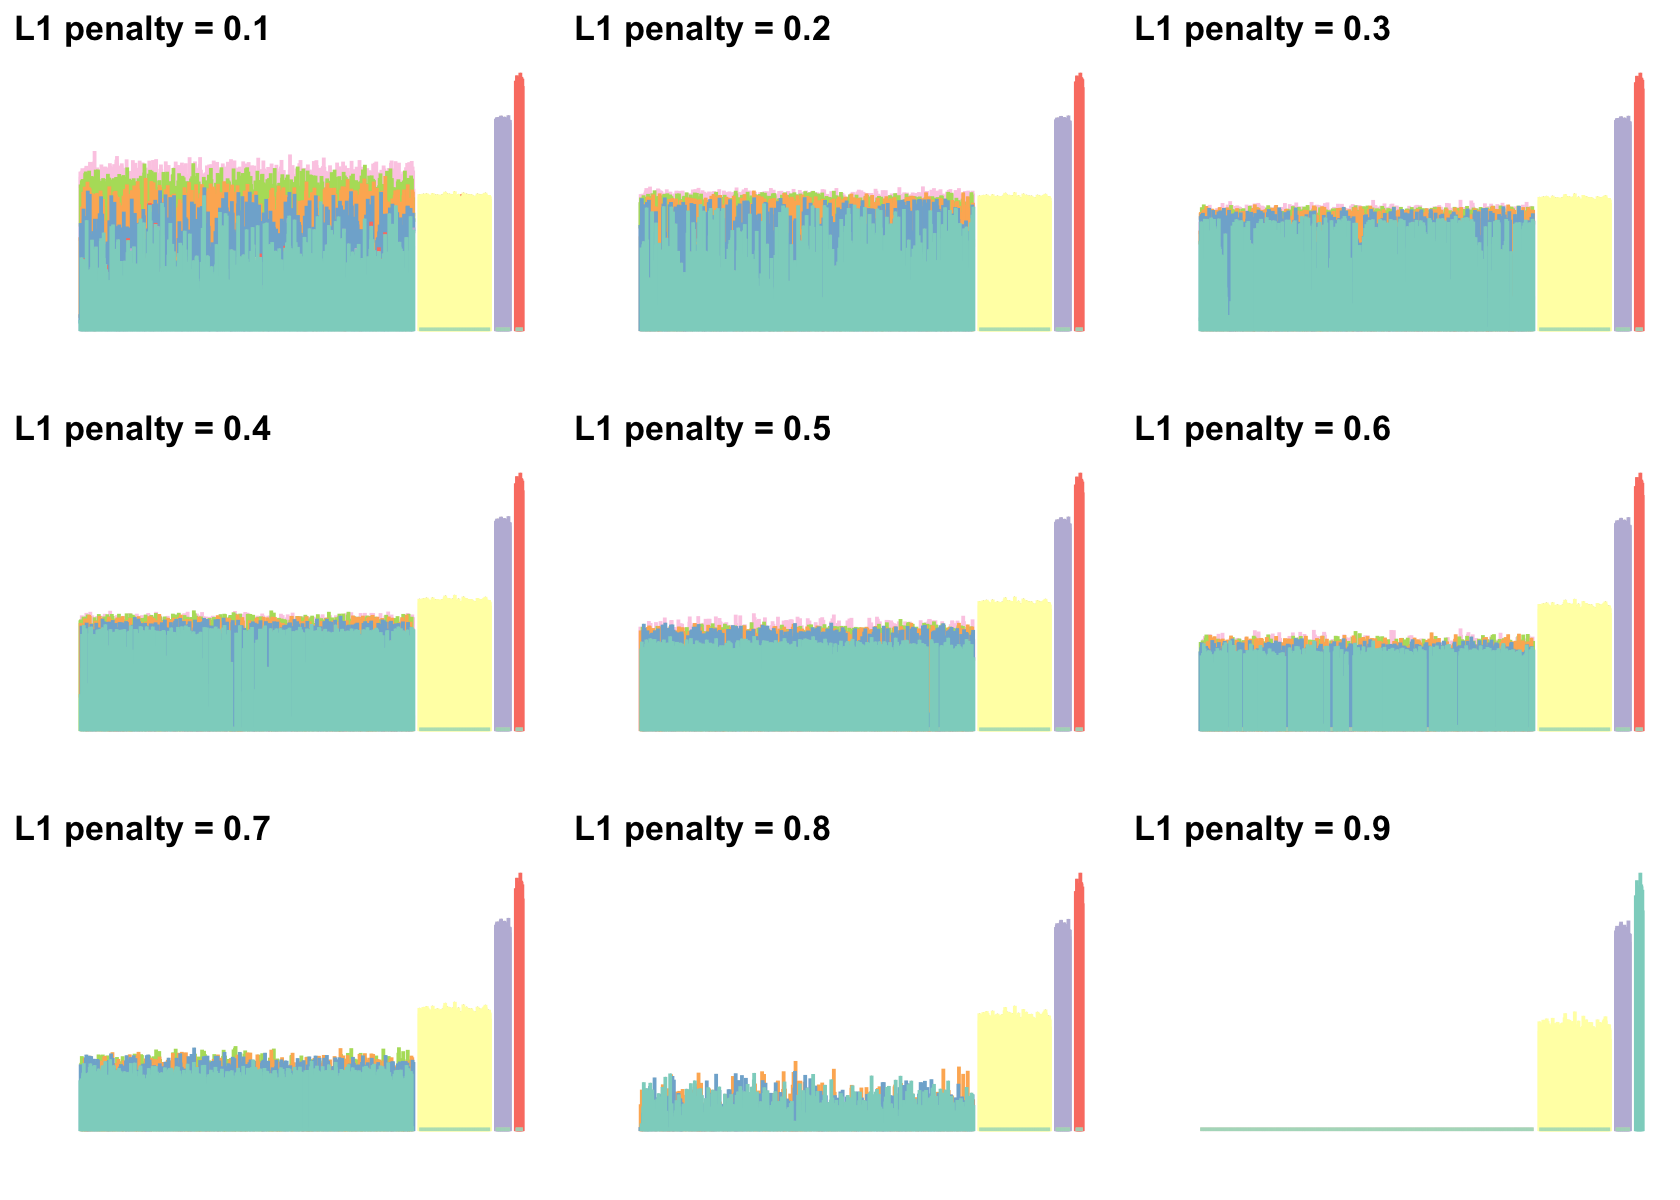 L1 penalty = 0.1
L1 penalty = 0.2
L1 penalty = 0.3
L1 penalty = 0.4
L1 penalty = 0.5
L1 penalty = 0.6
L1 penalty = 0.7
L1 penalty = 0.8
L1 penalty = 0.9